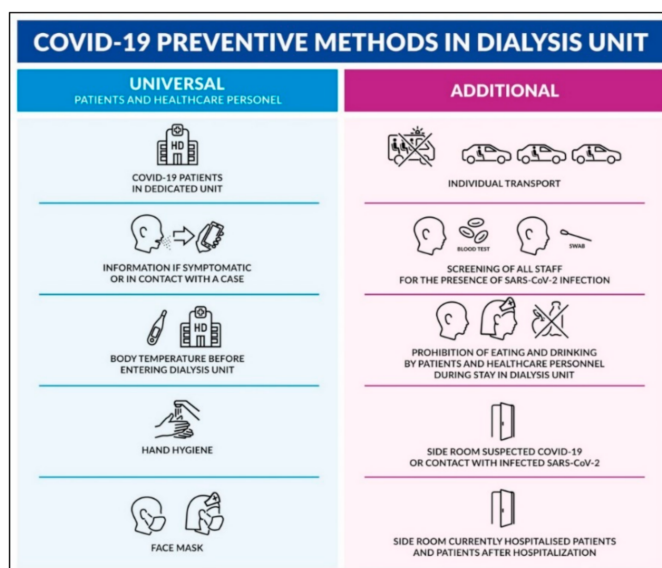 COVID-19 PREVENTIVE METHODS IN DIALYSIS UNIT
UNIVERSAL
PATIENTS AND HEALTHCARE PERSONEL
HD
COVID-19 PATIENTS
IN DEDICATED UNIT
INFORMATION IF SYMPTOMATIC
OR IN CONTACT WITH A CASE
HD
BODY TEMPERATURE BEFORE
ENTERING DIALYSIS UNIT
HAND HYGIENE
FACE MASK
ADDITIONAL
INDIVIDUAL TRANSPORT
BLOOD TEST
SWAB
SCREENING OF ALL STAFF
FOR THE PRESENCE OF SARS-CoV-2 INFECTION
PROHIBITION OF EATING AND DRINKING
BY PATIENTS AND HEALTHCARE PERSONNEL
DURING STAY IN DIALYSIS UNIT
SIDE ROOM SUSPECTED COVID-19
OR CONTACT WITH INFECTED SARS-CoV-2
SIDE ROOM CURRENTLY HOSPITALISED PATIENTS
AND PATIENTS AFTER HOSPITALIZATION